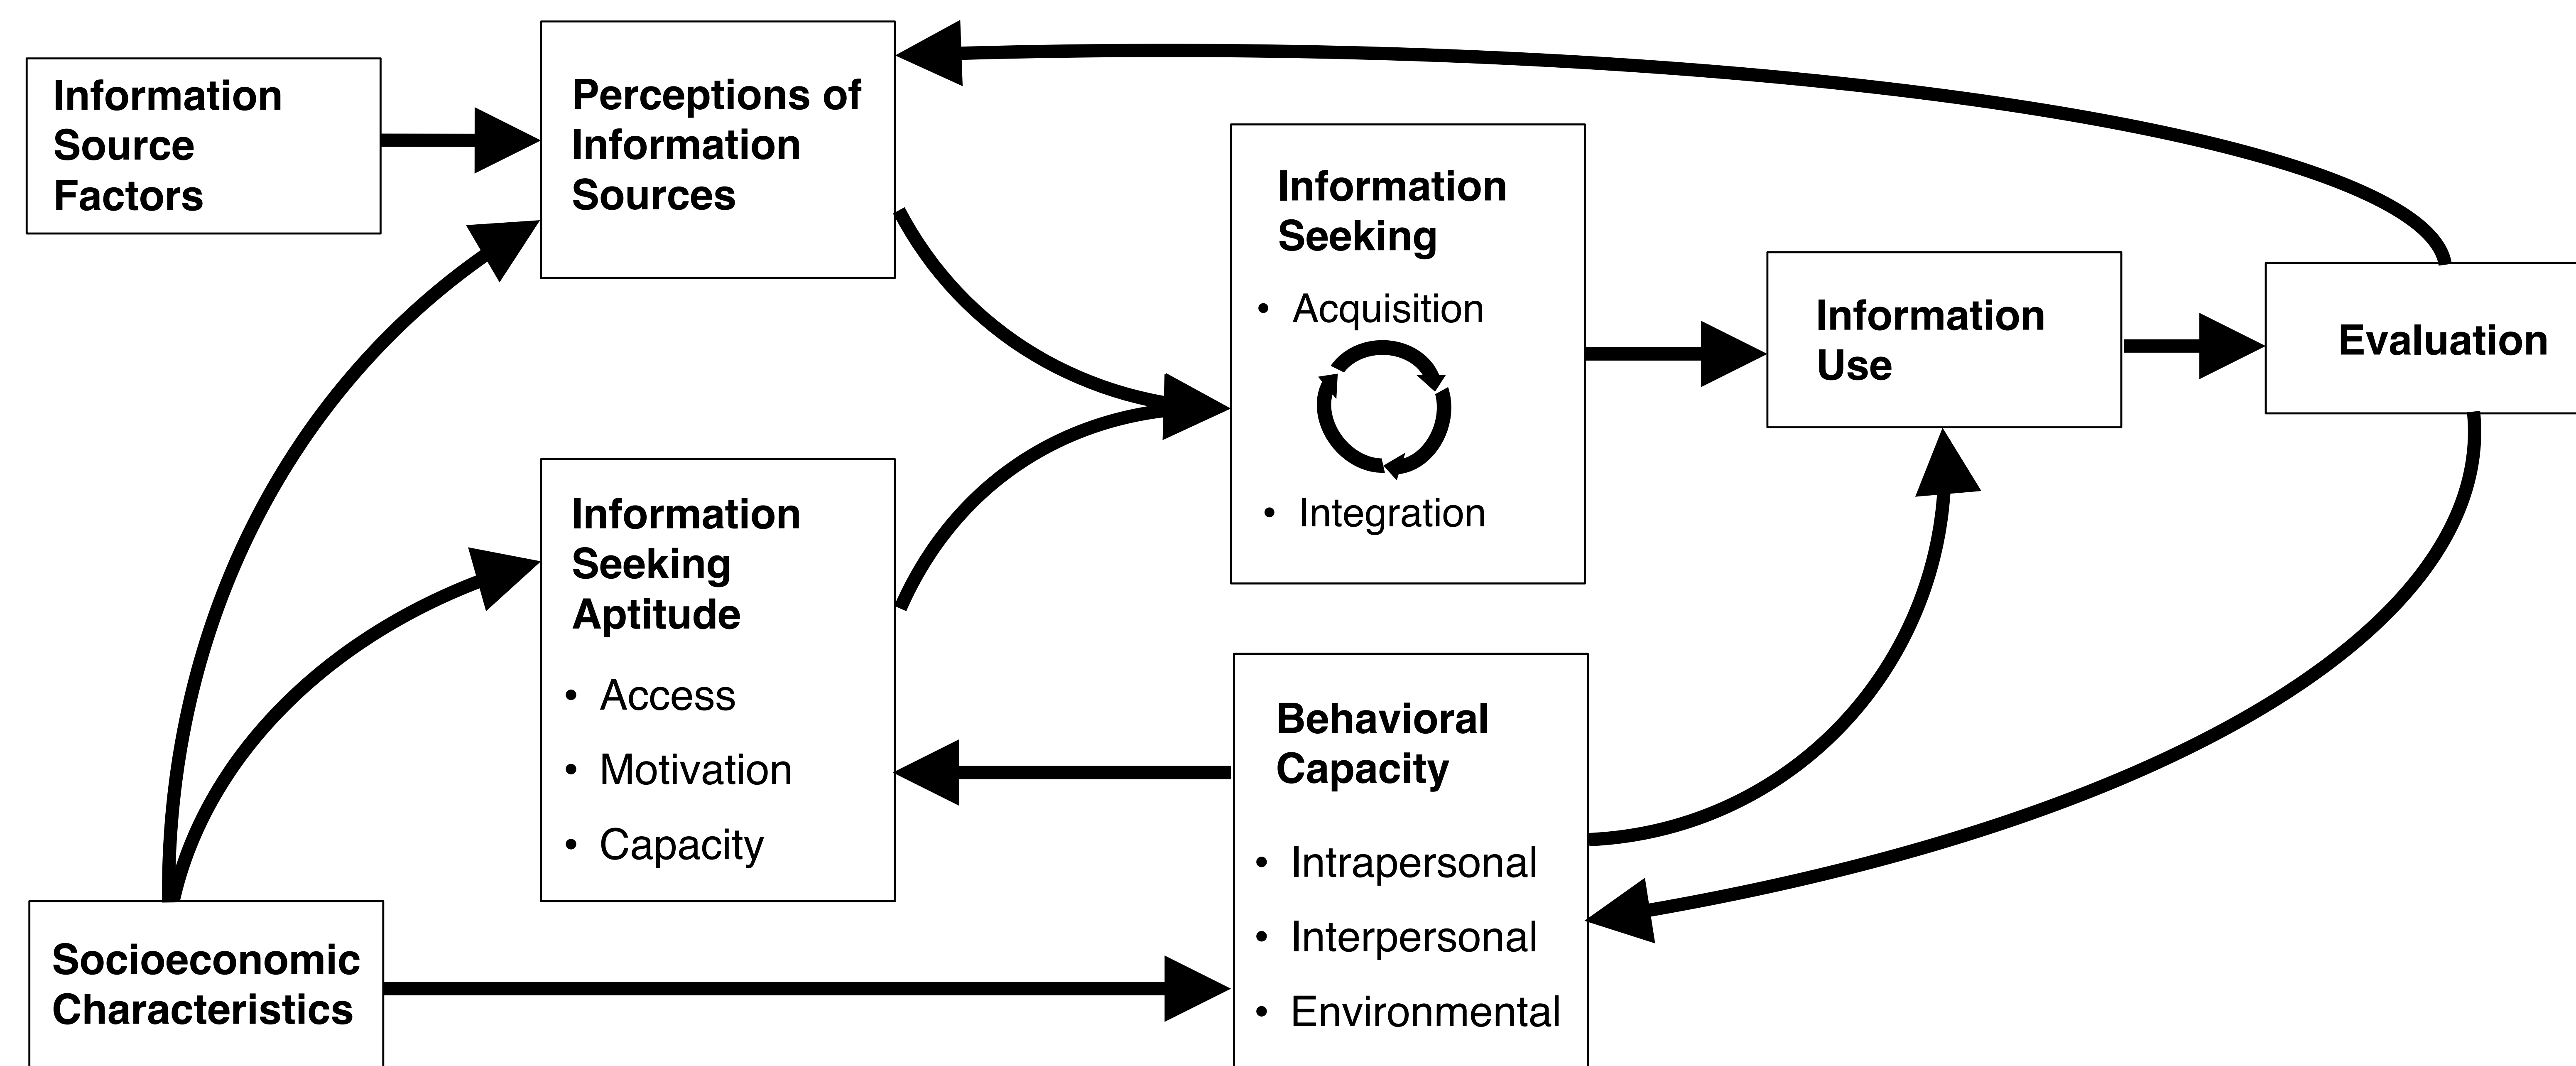 Information
Source
Factors
Perceptions of
Information
Sources
Information
Seeking
• Acquisition
• Integration
Information
Use
Evaluation
Information
Seeking
Aptitude
• Access
• Motivation
• Capacity
Behavioral
Capacity
• Intrapersonal
• Interpersonal
• Environmental
Socioeconomic
Characteristics